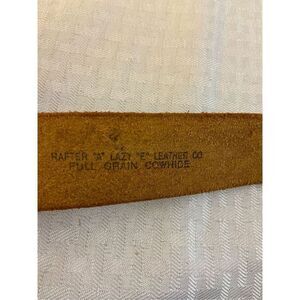 RAFTER "A" LAZY "E" LEATHER CO
FULL GRAIN COWHIDE